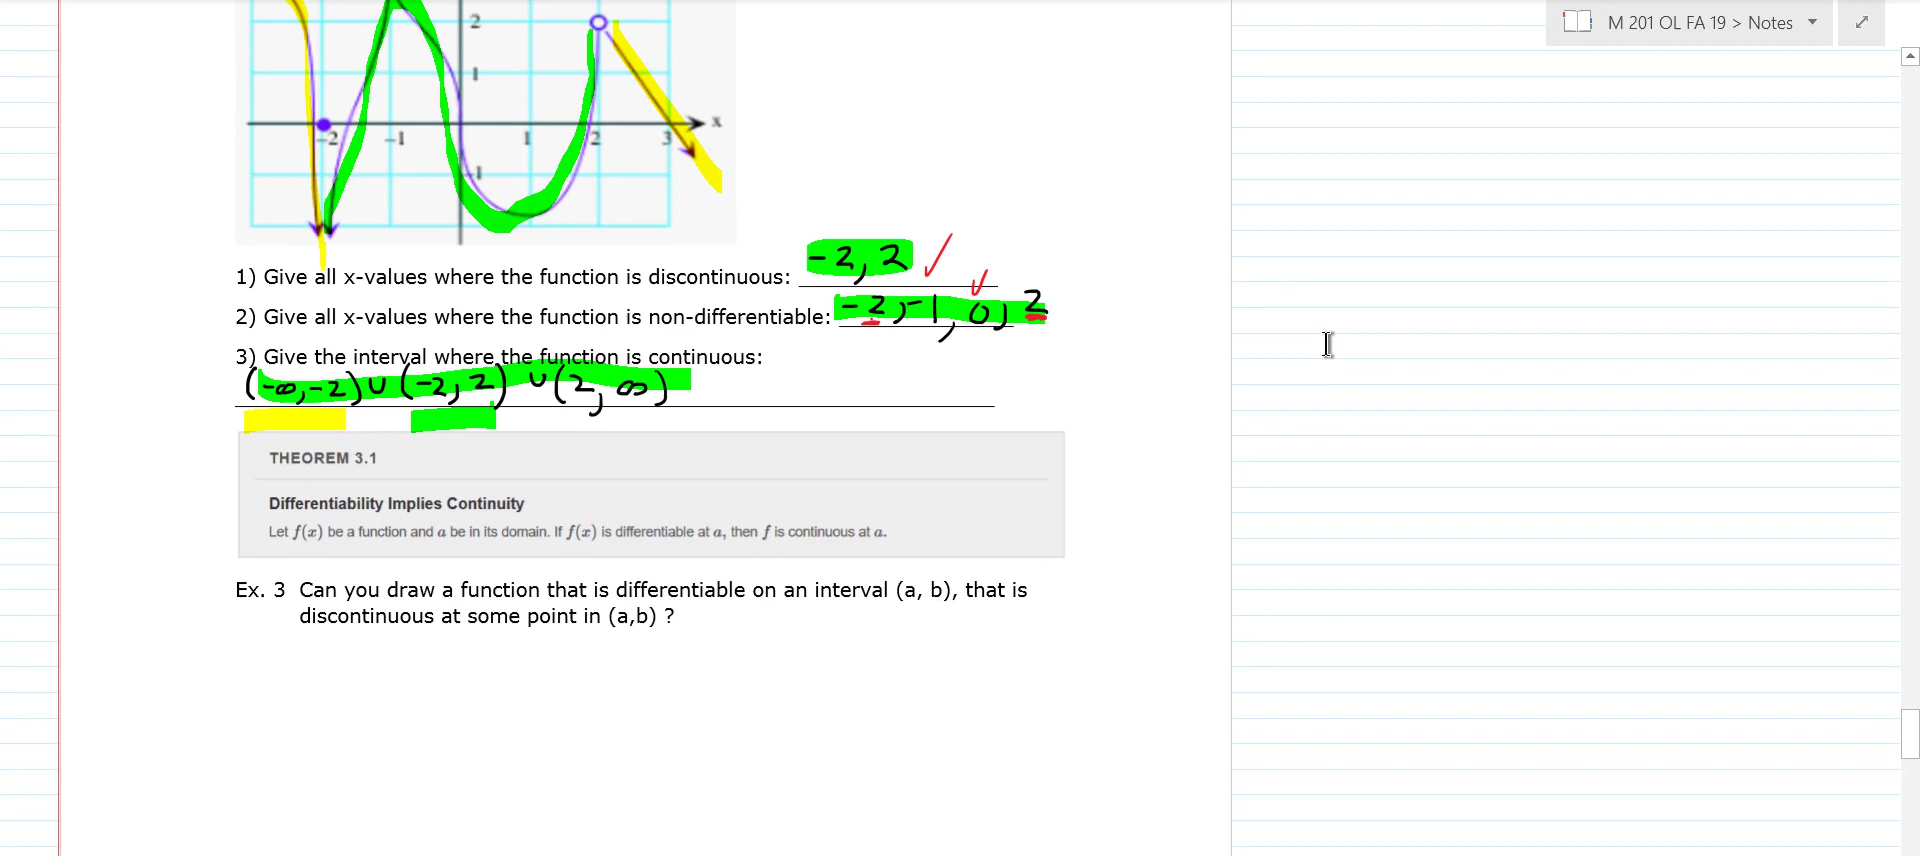 M 201 OL FA 19 > Notes
2
1
x
-2 -1 1 2 3
-1
1) Give all x-values where the function is discontinuous: -2, 2
2) Give all x-values where the function is non-differentiable: -2, -1, 0, 2
3) Give the interval where the function is continuous:
(-∞, -2) ∪ (-2, 2) ∪ (2, ∞)
THEOREM 3.1
Differentiability Implies Continuity
Let f(x) be a function and a be in its domain. If f(x) is differentiable at a, then f is continuous at a.
Ex. 3 Can you draw a function that is differentiable on an interval (a, b), that is
discontinuous at some point in (a,b) ?